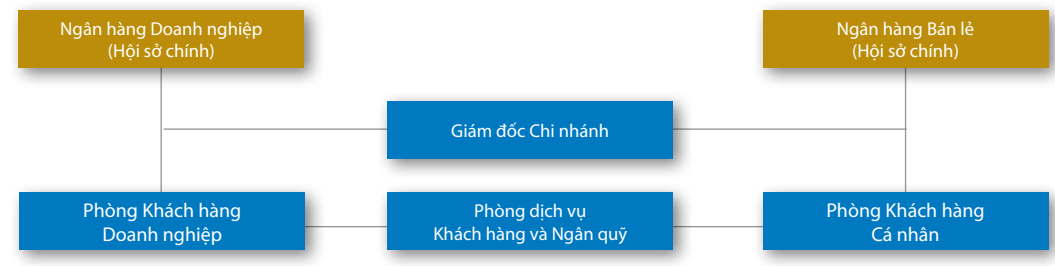 Ngân hàng Doanh nghiệp
(Hội sở chính)
Ngân hàng Bán lẻ
(Hội sở chính)
Giám đốc Chi nhánh
Phòng Khách hàng
Doanh nghiệp
Phòng dịch vụ
Khách hàng và Ngân quỹ
Phòng Khách hàng
Cá nhân